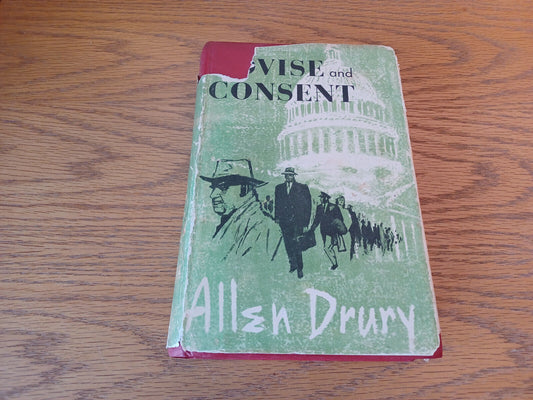 VISE and
CONSENT
Allen Drury